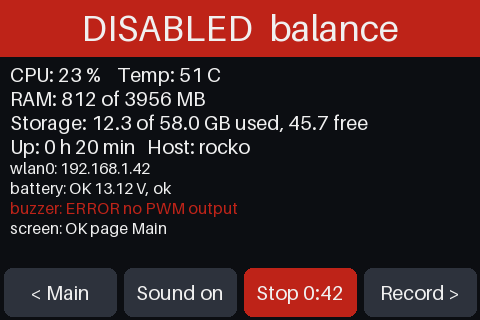 DISABLED balance
CPU: 23 % Temp: 51 C
RAM: 812 of 3956 MB
Storage: 12.3 of 58.0 GB used, 45.7 free
Up: 0 h 20 min Host: rocko
wlan0: 192.168.1.42
battery: OK 13.12 V, ok
buzzer: ERROR no PWM output
screen: OK page Main
< Main Sound on Stop 0:42 Record >